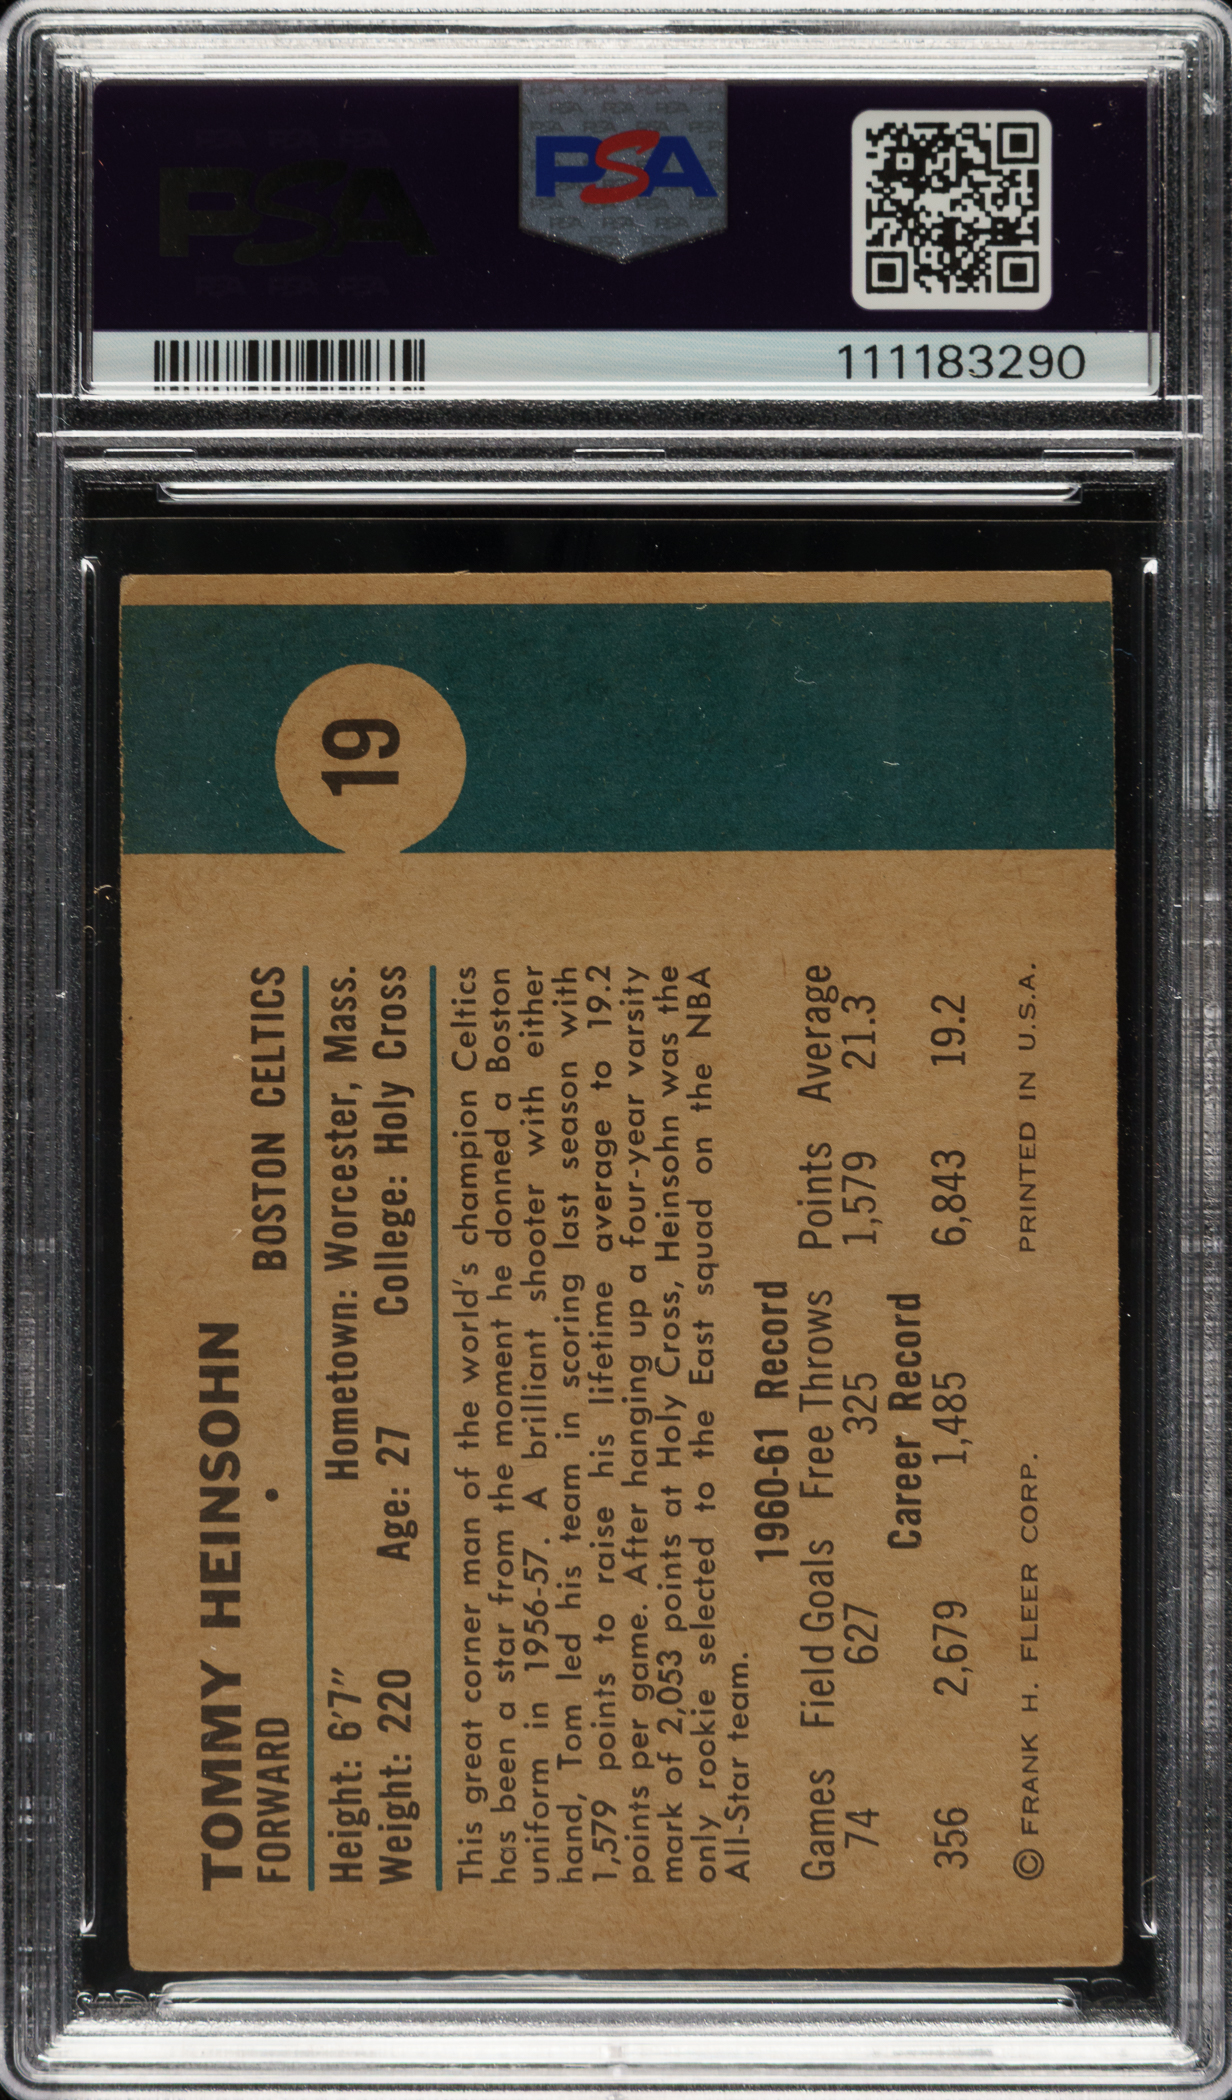 PSA
PSA
111183290
19
TOMMY HEINSOHN
FORWARD • BOSTON CELTICS
Height: 6'7" Hometown: Worcester, Mass.
Weight: 220 Age: 27 College: Holy Cross
This great corner man of the world's champion Celtics
has been a star from the moment he donned a Boston
uniform in 1956-57. A brilliant shooter with either
hand, Tom led his team in scoring last season with
1,579 points to raise his lifetime average to 19.2
points per game. After hanging up a four-year varsity
mark of 2,053 points at Holy Cross, Heinsohn was the
only rookie selected to the East squad on the NBA
All-Star team.
1960-61 Record
Games Field Goals Free Throws Points Average
74 627 325 1,579 21.3
Career Record
356 2,679 1,485 6,843 19.2
© FRANK H. FLEER CORP. PRINTED IN U.S.A.